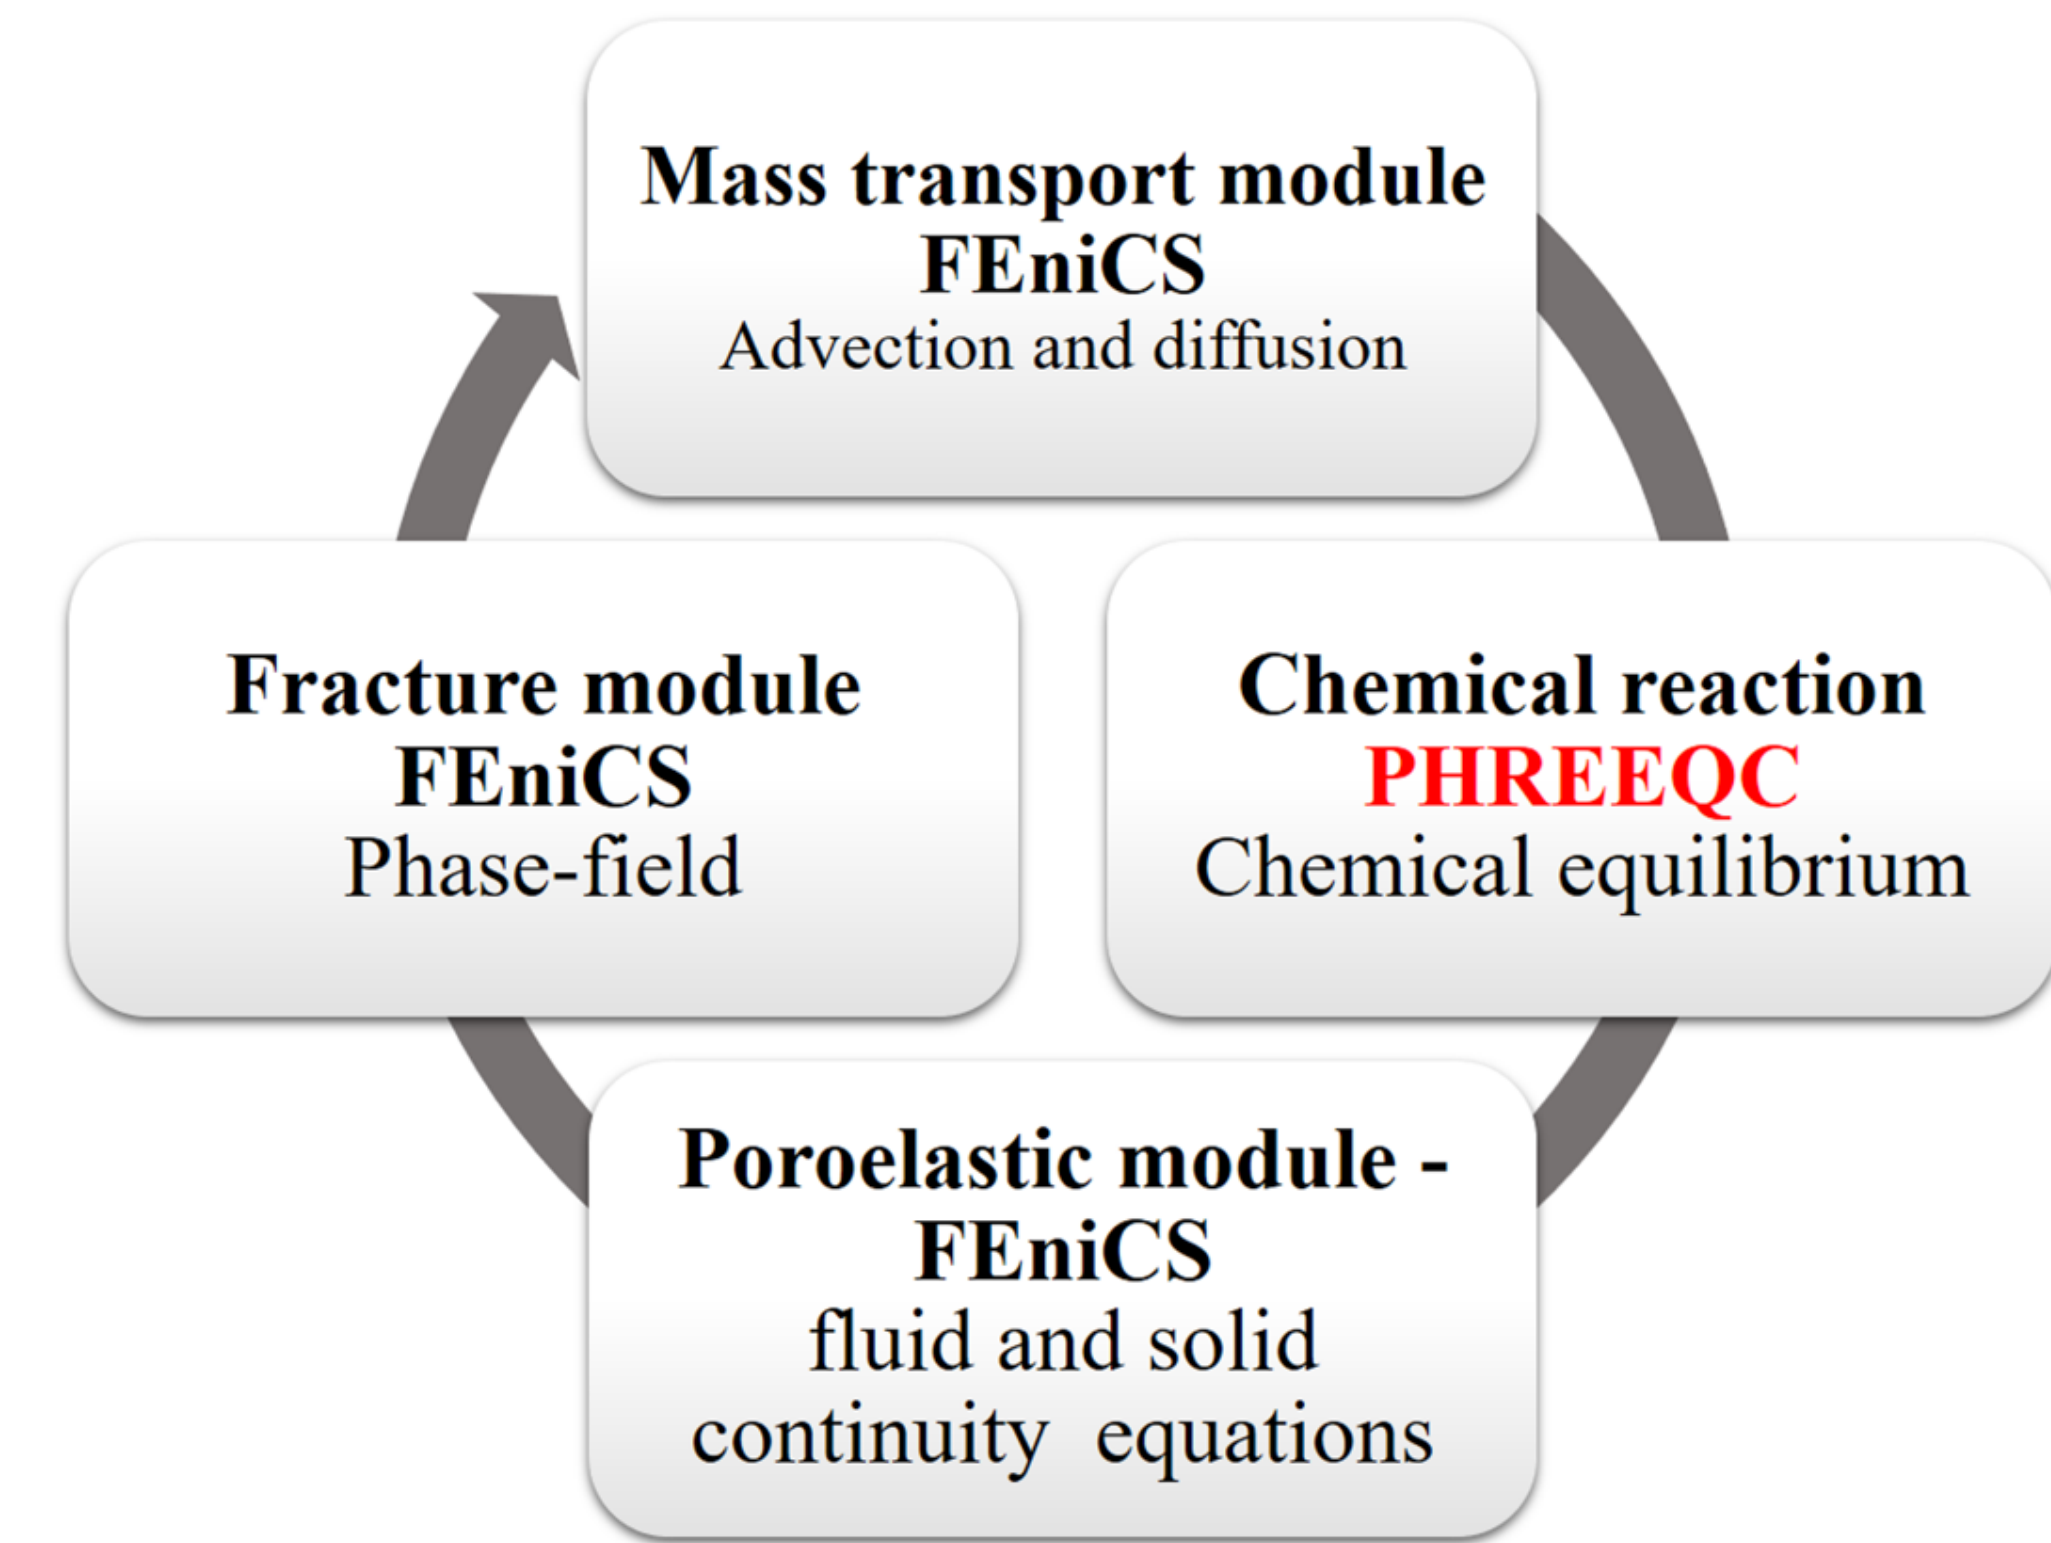 Mass transport module
FEniCS
Advection and diffusion
Fracture module
FEniCS
Phase-field
Chemical reaction
PHREEQC
Chemical equilibrium
Poroelastic module -
FEniCS
fluid and solid
continuity  equations